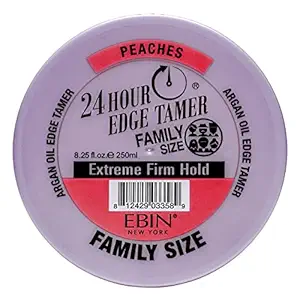 PEACHES
24 HOUR
EDGE TAMER
FAMILY
SIZE
8.25 fl.oz.℮ 250ml
ARGAN OIL EDGE TAMER
ARGAN OIL EDGE TAMER
Extreme Firm Hold
8 12429 03358 9
EBIN®
NEW YORK
FAMILY SIZE